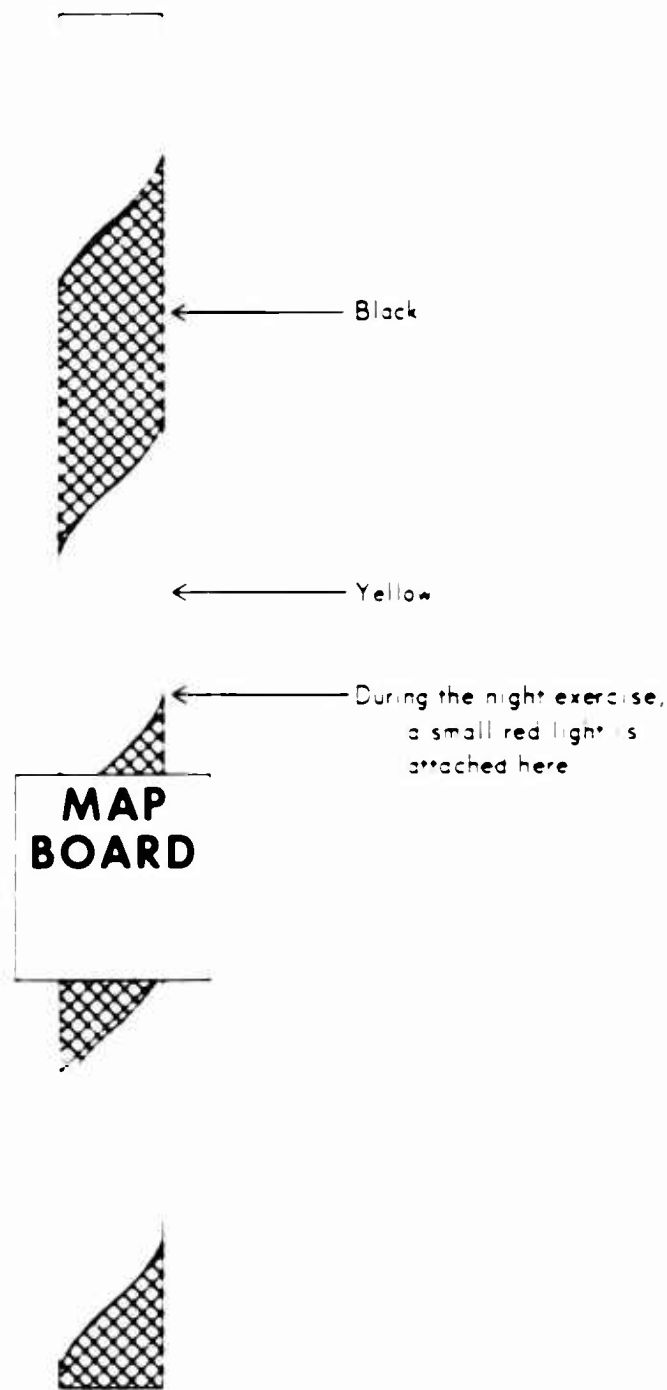 Black
Yellow
During the night exercise,
a small red light is
attached here
MAP
BOARD